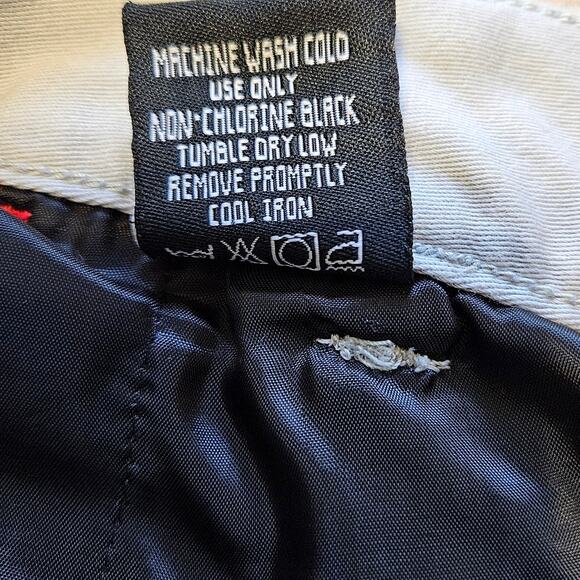 MACHINE WASH COLD
USE ONLY
NON-CHLORINE BLACK
TUMBLE DRY LOW
REMOVE PROMPTLY
COOL IRON